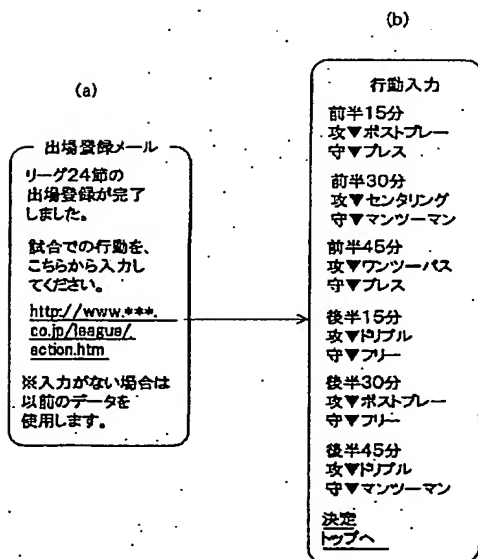 (a)
出場登録メール
リーグ24節の
出場登録が完了
しました。
試合での行動を、
こちらから入力し
てください。
http://www.***.
co.jp/league/
action.htm
※入力がない場合は
以前のデータを
使用します。
(b)
行動入力
前半15分
攻▼ポストプレー
守▼プレス
前半30分
攻▼センタリング
守▼マンツーマン
前半45分
攻▼ワンツーパス
守▼プレス
後半15分
攻▼ドリブル
守▼フリー
後半30分
攻▼ポストプレー
守▼フリー
後半45分
攻▼ドリブル
守▼マンツーマン
決定
トップへ